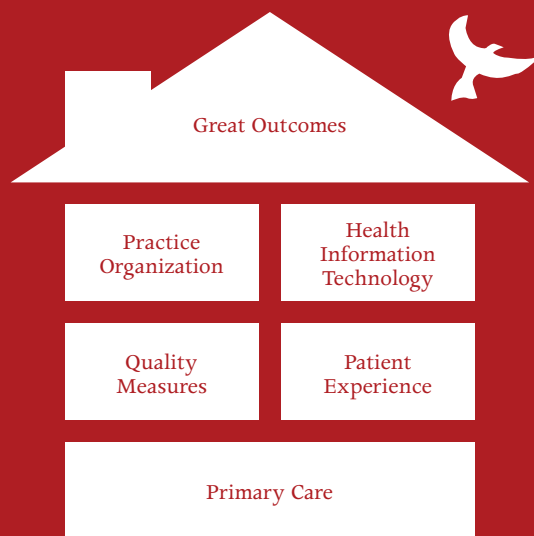 Great Outcomes
Practice
Organization
Health
Information
Technology
Quality
Measures
Patient
Experience
Primary Care